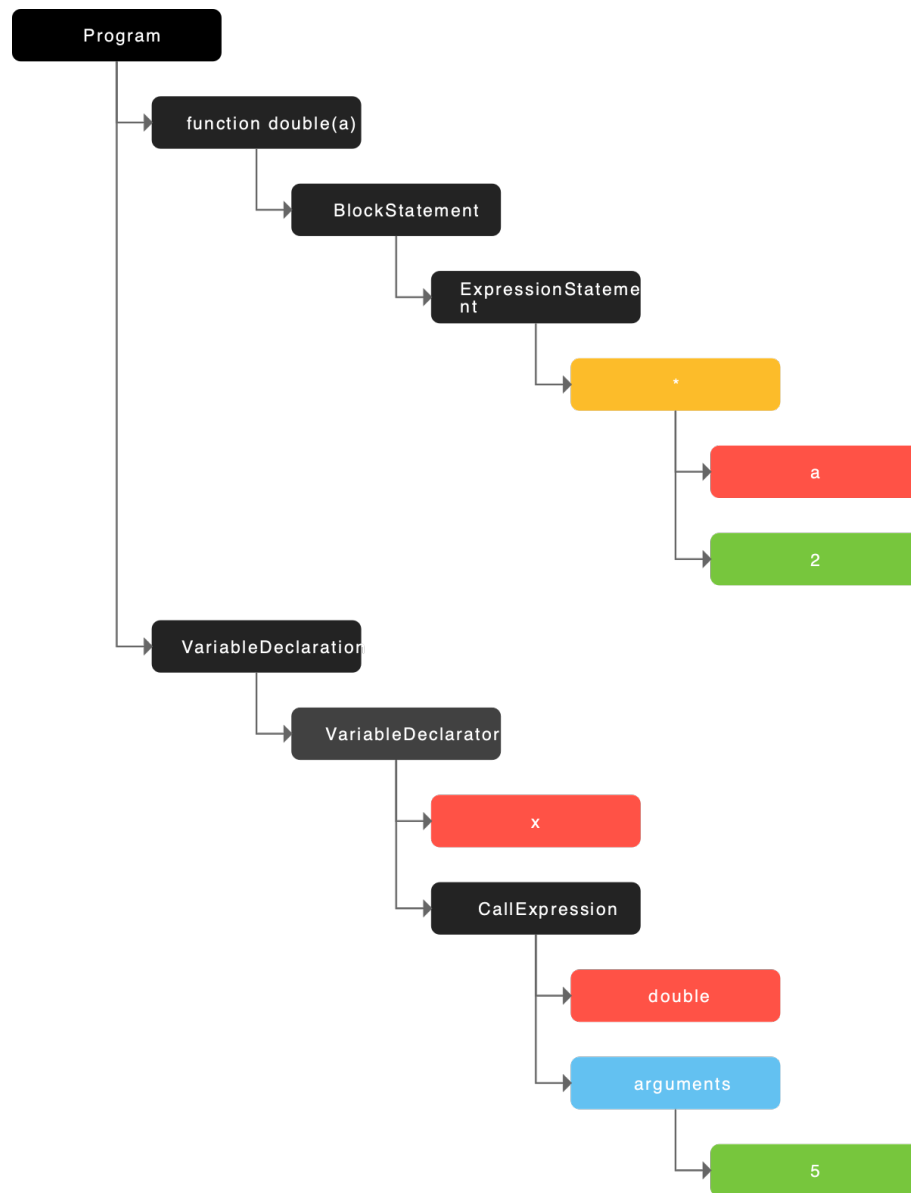 Program
function double(a)
BlockStatement
ExpressionStateme
nt
*
a
2
VariableDeclaration
VariableDeclarator
x
CallExpression
double
arguments
5